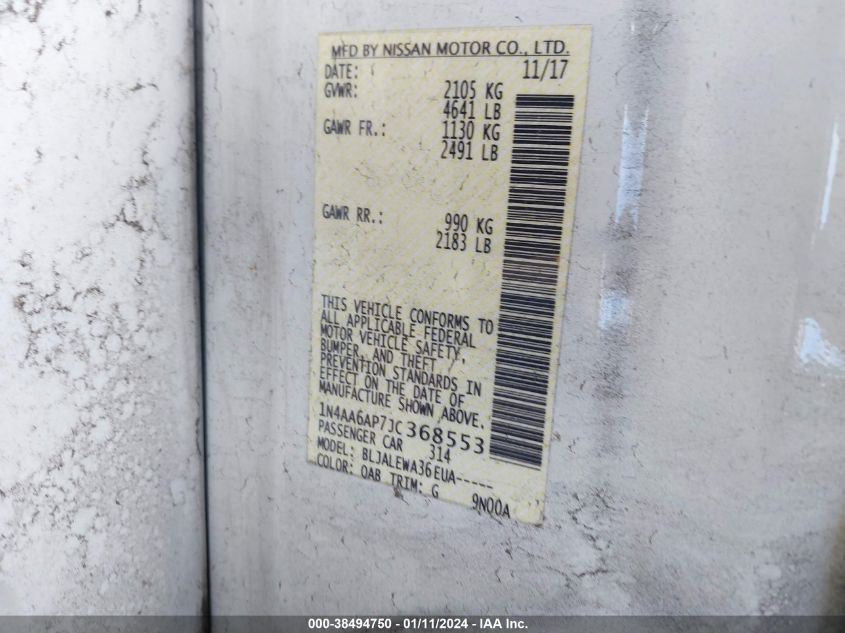 MFD BY NISSAN MOTOR CO., LTD.
DATE: 11/17
GVWR: 2105 KG
4641 LB
GAWR FR.: 1130 KG
2491 LB
GAWR RR.: 990 KG
2183 LB
THIS VEHICLE CONFORMS TO
ALL APPLICABLE FEDERAL
MOTOR VEHICLE SAFETY,
BUMPER, AND THEFT
PREVENTION STANDARDS IN
EFFECT ON THE DATE OF
MANUFACTURE SHOWN ABOVE.
1N4AA6AP7JC368553
PASSENGER CAR 314
MODEL: BLJALEWA36EUA-----
COLOR: QAB TRIM: G 9N00A
000-38494750 - 01/11/2024 - IAA Inc.